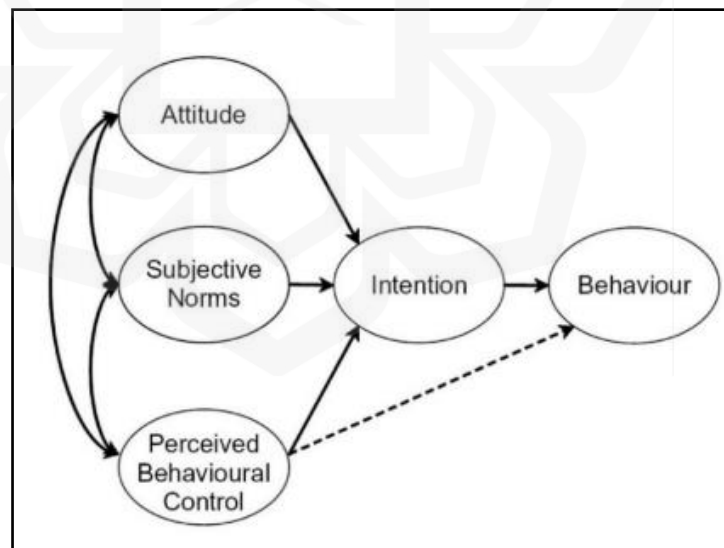 Attitude
Subjective
Norms
Intention
Behaviour
Perceived
Behavioural
Control